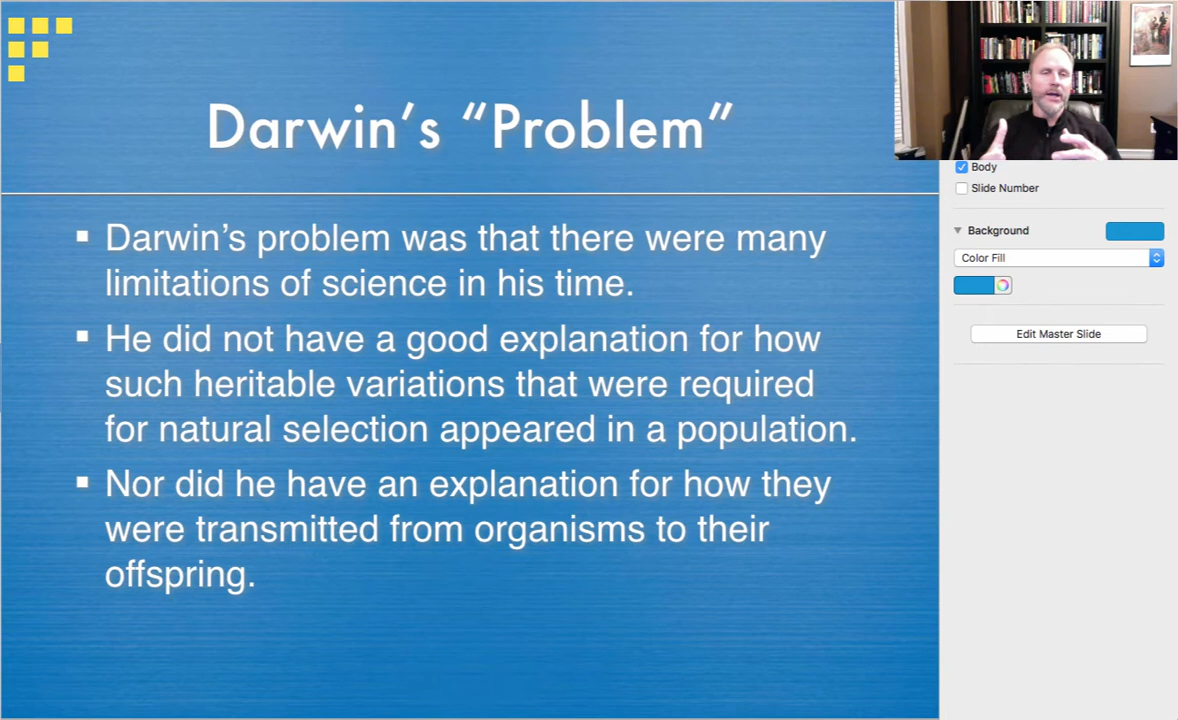 Darwin’s “Problem”
▪ Darwin’s problem was that there were many
limitations of science in his time.
▪ He did not have a good explanation for how
such heritable variations that were required
for natural selection appeared in a population.
▪ Nor did he have an explanation for how they
were transmitted from organisms to their
offspring.
Body
Slide Number
Background
Color Fill
Edit Master Slide